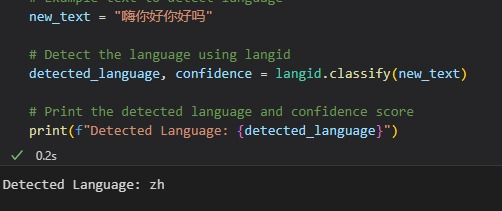 # Example text to detect language
new_text = "嗨你好你好吗"
# Detect the language using langid
detected_language, confidence = langid.classify(new_text)
# Print the detected language and confidence score
print(f"Detected Language: {detected_language}")
0.2s
Detected Language: zh